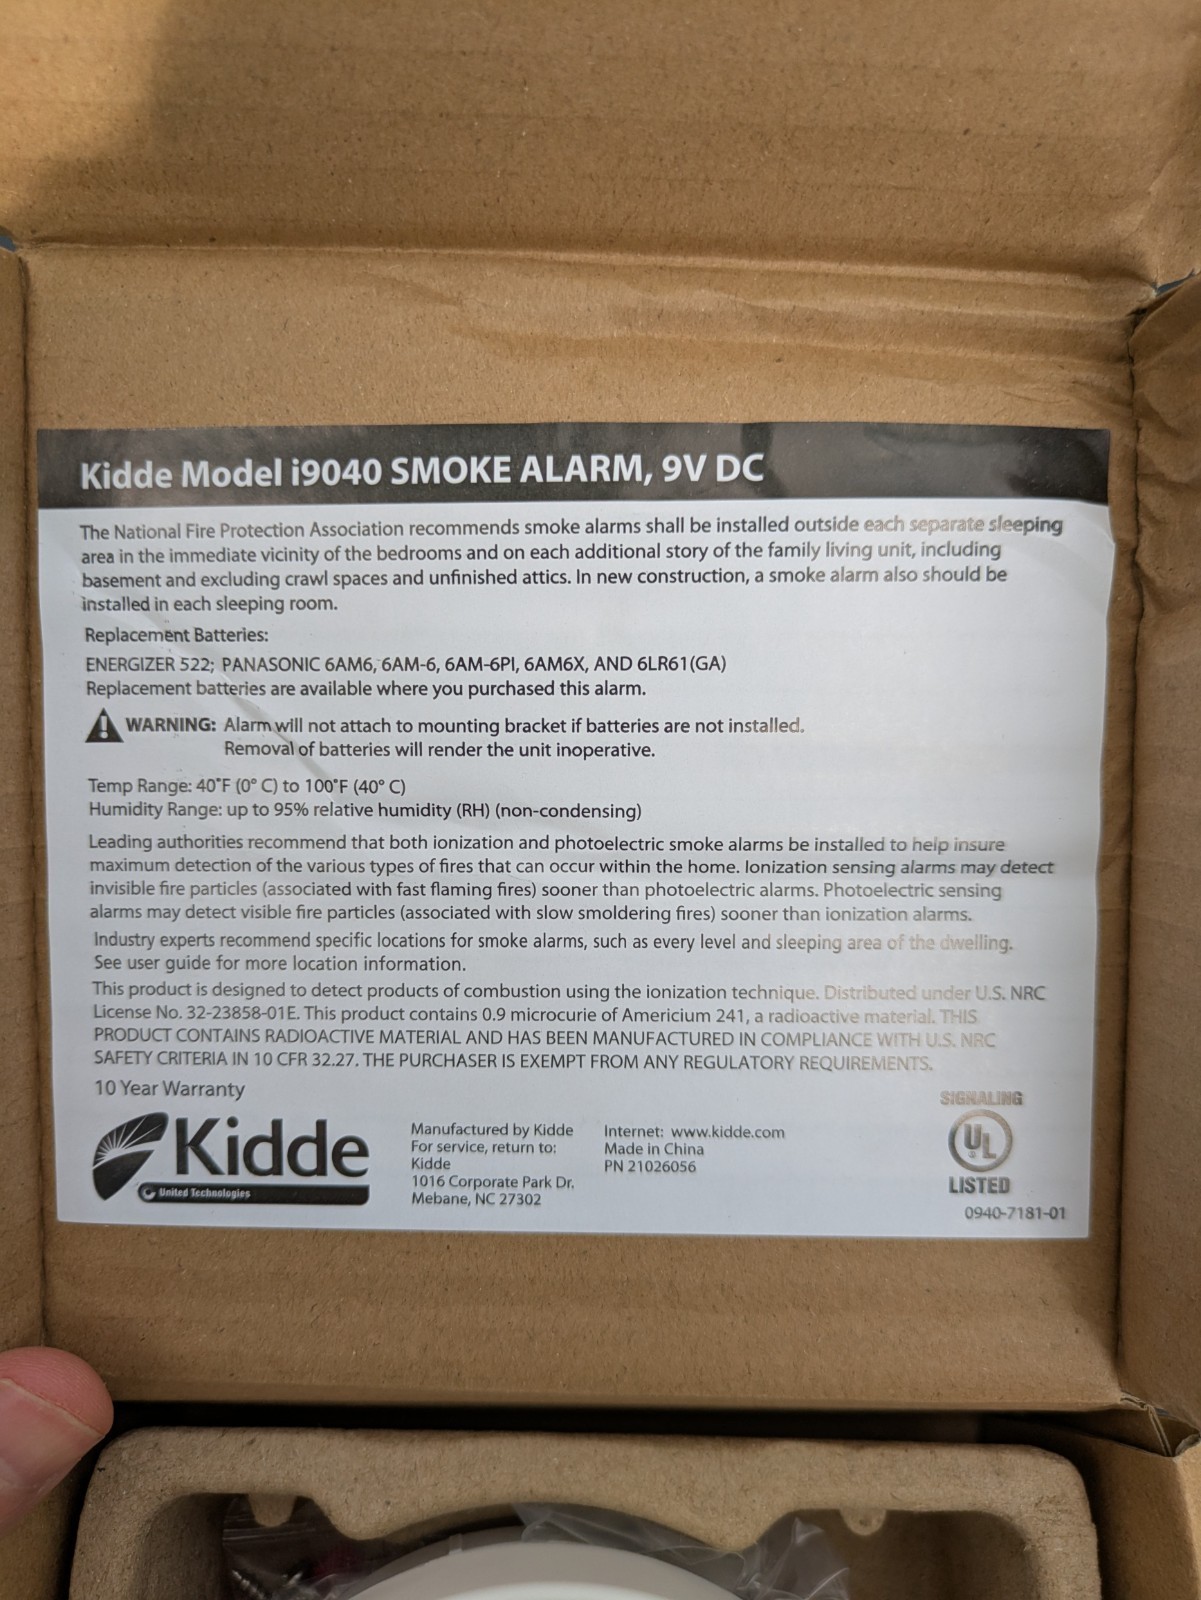 Kidde Model i9040 SMOKE ALARM, 9V DC
The National Fire Protection Association recommends smoke alarms shall be installed outside each separate sleeping
area in the immediate vicinity of the bedrooms and on each additional story of the family living unit, including
basement and excluding crawl spaces and unfinished attics. In new construction, a smoke alarm also should be
installed in each sleeping room.
Replacement Batteries:
ENERGIZER 522; PANASONIC 6AM6, 6AM-6, 6AM-6PI, 6AM6X, AND 6LR61(GA)
Replacement batteries are available where you purchased this alarm.
WARNING: Alarm will not attach to mounting bracket if batteries are not installed.
Removal of batteries will render the unit inoperative.
Temp Range: 40°F (0° C) to 100°F (40° C)
Humidity Range: up to 95% relative humidity (RH) (non-condensing)
Leading authorities recommend that both ionization and photoelectric smoke alarms be installed to help insure
maximum detection of the various types of fires that can occur within the home. Ionization sensing alarms may detect
invisible fire particles (associated with fast flaming fires) sooner than photoelectric alarms. Photoelectric sensing
alarms may detect visible fire particles (associated with slow smoldering fires) sooner than ionization alarms.
Industry experts recommend specific locations for smoke alarms, such as every level and sleeping area of the dwelling.
See user guide for more location information.
This product is designed to detect products of combustion using the ionization technique. Distributed under U.S. NRC
License No. 32-23858-01E. This product contains 0.9 microcurie of Americium 241, a radioactive material. THIS
PRODUCT CONTAINS RADIOACTIVE MATERIAL AND HAS BEEN MANUFACTURED IN COMPLIANCE WITH U.S. NRC
SAFETY CRITERIA IN 10 CFR 32.27. THE PURCHASER IS EXEMPT FROM ANY REGULATORY REQUIREMENTS.
10 Year Warranty
Kidde
United Technologies
Manufactured by Kidde
For service, return to:
Kidde
1016 Corporate Park Dr.
Mebane, NC 27302
Internet: www.kidde.com
Made in China
PN 21026056
SIGNALING
UL ®
LISTED
0940-7181-01